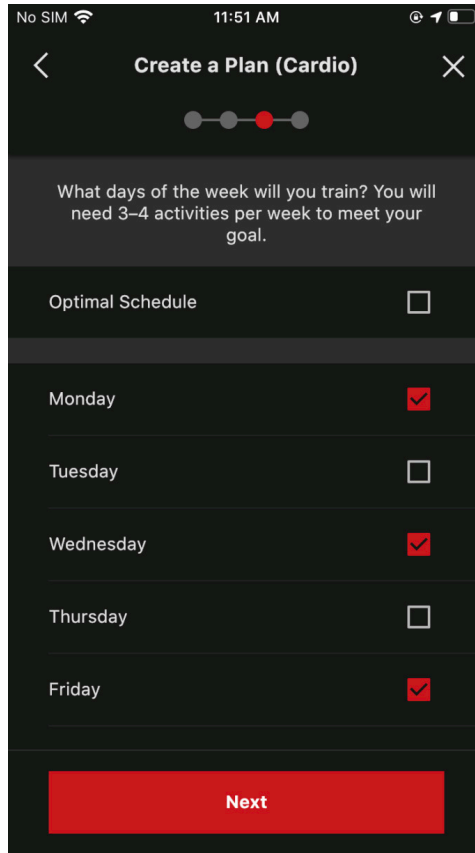 No SIM 11:51 AM
Create a Plan (Cardio)
What days of the week will you train? You will
need 3–4 activities per week to meet your
goal.
Optimal Schedule
Monday
Tuesday
Wednesday
Thursday
Friday
Next